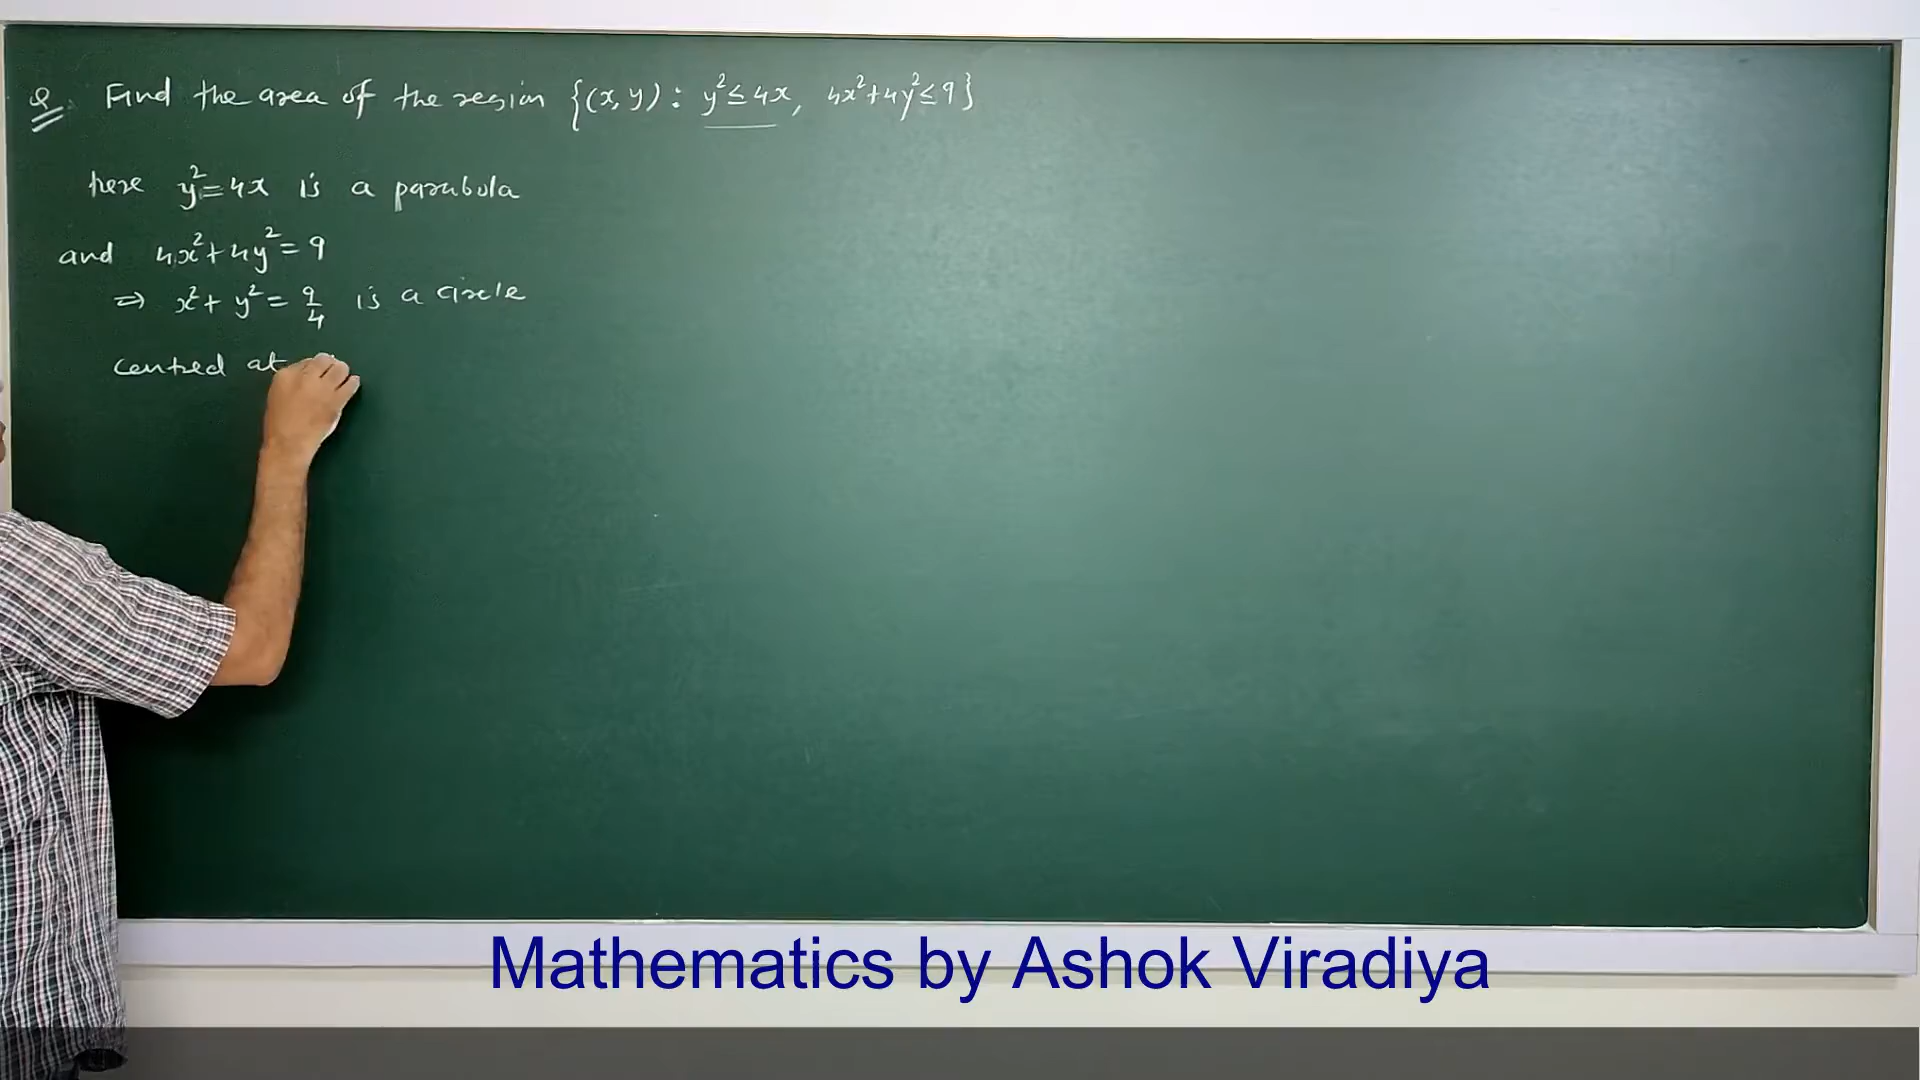 Q. Find the area of the region {(x, y) : y² ≤ 4x, 4x² + 4y² ≤ 9}
here y² = 4x is a parabola
and 4x² + 4y² = 9
⇒ x² + y² = 9/4 is a circle
centred at
Mathematics by Ashok Viradiya